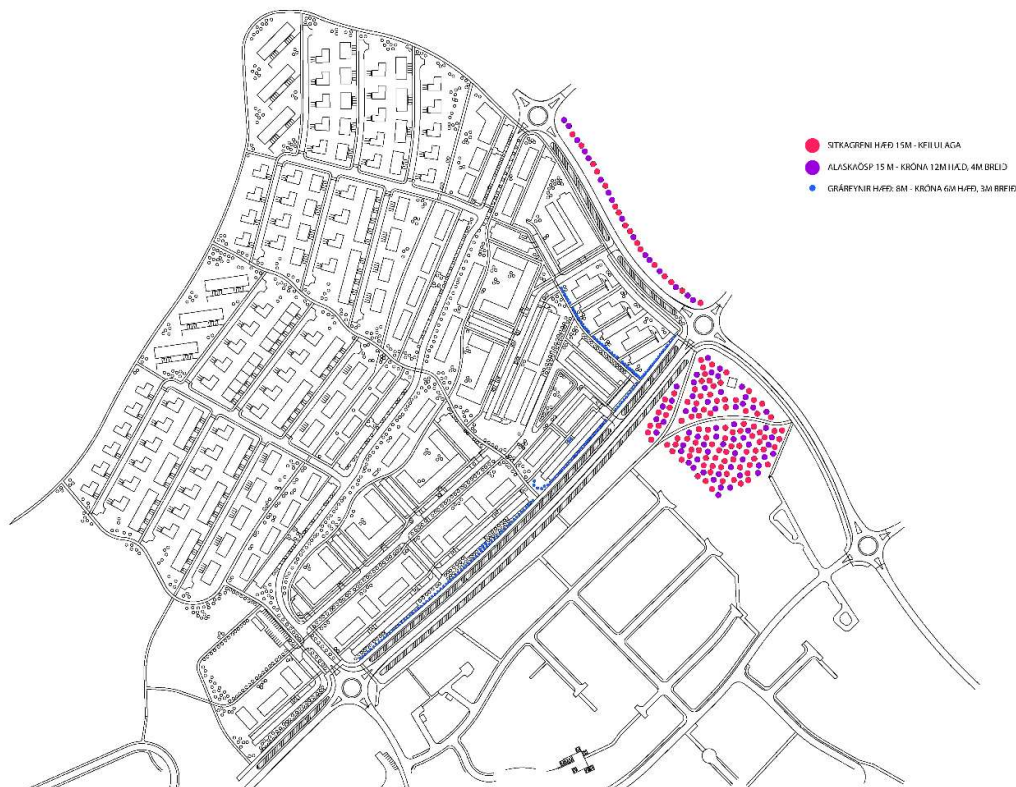 SITKAGRENI HÆÐ 15M - KEILULAGA
ALASKAÖSP 15 M - KRÓNA 12M HÆÐ, 4M BREIÐ
GRÁREYNIR HÆÐ: 8M - KRÓNA 6M HÆÐ, 3M BREIÐ